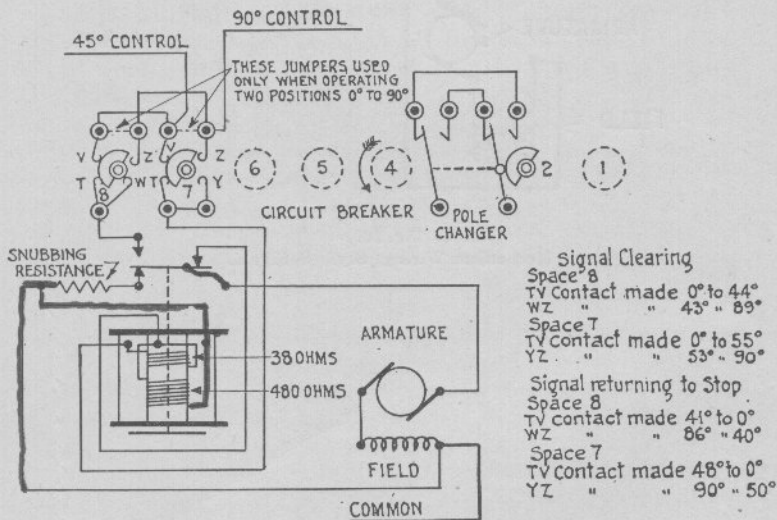 90° CONTROL
45° CONTROL
THESE JUMPERS USED
ONLY WHEN OPERATING
TWO POSITIONS 0° TO 90°
V Z V Z
T W T Y
8 7 6 5 4 2 1
CIRCUIT BREAKER
POLE
CHANGER
SNUBBING
RESISTANCE
ARMATURE
38 OHMS
480 OHMS
FIELD
COMMON
Signal Clearing
Space 8
TV Contact made 0° to 44°
WZ " " 43° " 89°
Space 7
TV Contact made 0° to 55°
YZ " " 53° " 90°
Signal returning to Stop
Space 8
TV contact made 41° to 0°
WZ " " 86° " 40°
Space 7
TV Contact made 48° to 0°
YZ " " 90° " 50°